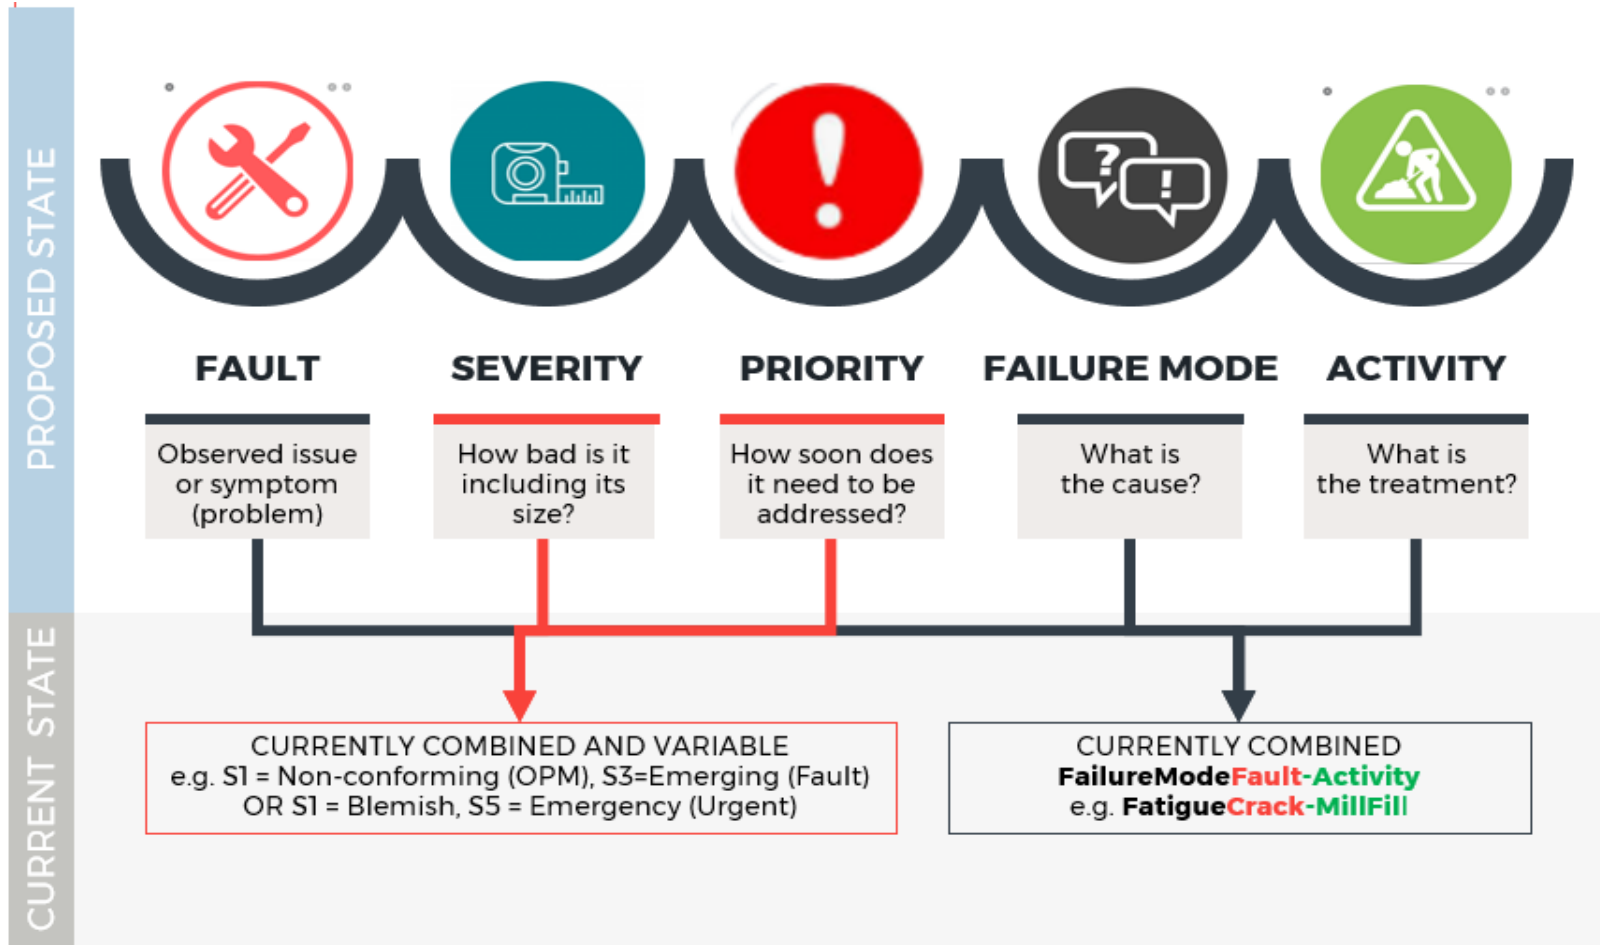 PROPOSED STATE
FAULT
SEVERITY
PRIORITY
FAILURE MODE
ACTIVITY
Observed issue
or symptom
(problem)
How bad is it
including its
size?
How soon does
it need to be
addressed?
What is
the cause?
What is
the treatment?
CURRENT STATE
CURRENTLY COMBINED AND VARIABLE
e.g. S1 = Non-conforming (OPM), S3=Emerging (Fault)
OR S1 = Blemish, S5 = Emergency (Urgent)
CURRENTLY COMBINED
FailureModeFault-Activity
e.g. FatigueCrack-MillFill